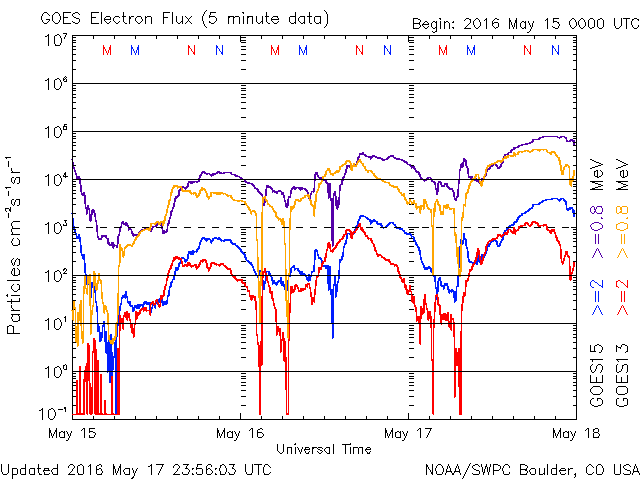 GOES Electron Flux (5 minute data)
Begin: 2016 May 15 0000 UTC
M M N N M M N N M M N N
10⁷
10⁶
10⁵
10⁴
10³
10²
10¹
10⁰
10⁻¹
Particles cm⁻²s⁻¹sr⁻¹
May 15 May 16 May 17 May 18
Universal Time
GOES15 >=2 >=0.8 MeV
GOES13 >=2 >=0.8 MeV
Updated 2016 May 17 23:56:03 UTC
NOAA/SWPC Boulder, CO USA